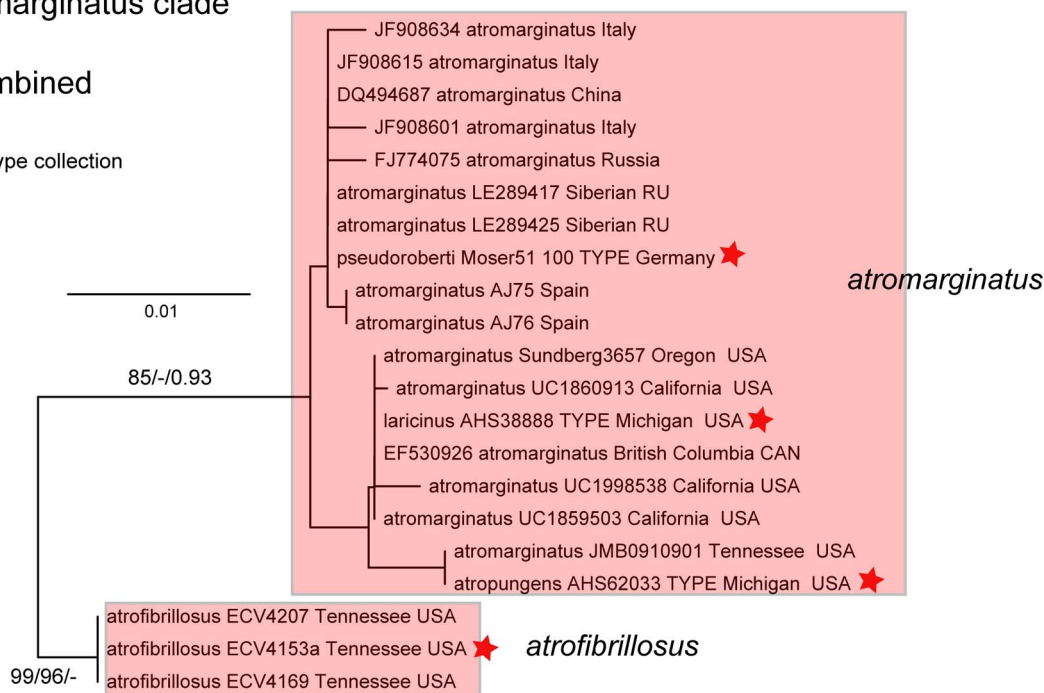 marginatus clade
JF908634 atromarginatus Italy
JF908615 atromarginatus Italy
mbined
DQ494687 atromarginatus China
JF908601 atromarginatus Italy
ype collection
FJ774075 atromarginatus Russia
atromarginatus LE289417 Siberian RU
atromarginatus LE289425 Siberian RU
pseudoroberti Moser51 100 TYPE Germany
atromarginatus
atromarginatus AJ75 Spain
0.01
atromarginatus AJ76 Spain
atromarginatus Sundberg3657 Oregon USA
85/-/0.93
atromarginatus UC1860913 California USA
laricinus AHS38888 TYPE Michigan USA
EF530926 atromarginatus British Columbia CAN
atromarginatus UC1998538 California USA
atromarginatus UC1859503 California USA
atromarginatus JMB0910901 Tennessee USA
atropungens AHS62033 TYPE Michigan USA
atrofibrillosus ECV4207 Tennessee USA
atrofibrillosus ECV4153a Tennessee USA
atrofibrillosus
99/96/-
atrofibrillosus ECV4169 Tennessee USA